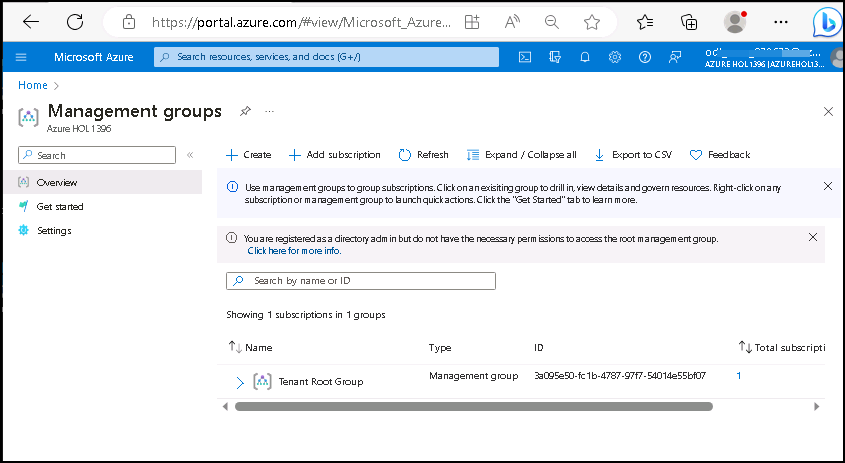 https://portal.azure.com/#view/Microsoft_Azure...
Microsoft Azure
Search resources, services, and docs (G+/)
AZURE HOL 1396 (AZUREHOL13...
Home
Management groups
...
Azure HOL 1396
Search
«
Create
Add subscription
Refresh
Expand / Collapse all
Export to CSV
Feedback
Overview
Get started
Settings
Use management groups to group subscriptions. Click on an exisiting group to drill in, view details and govern resources. Right-click on any
subscription or management group to launch quick actions. Click the "Get Started" tab to learn more.
You are registered as a directory admin but do not have the necessary permissions to access the root management group.
Click here for more info.
Search by name or ID
Showing 1 subscriptions in 1 groups
Name Type ID Total subscripti
Tenant Root Group Management group 3a095e50-fc1b-4787-97f7-54014e55bf07 1